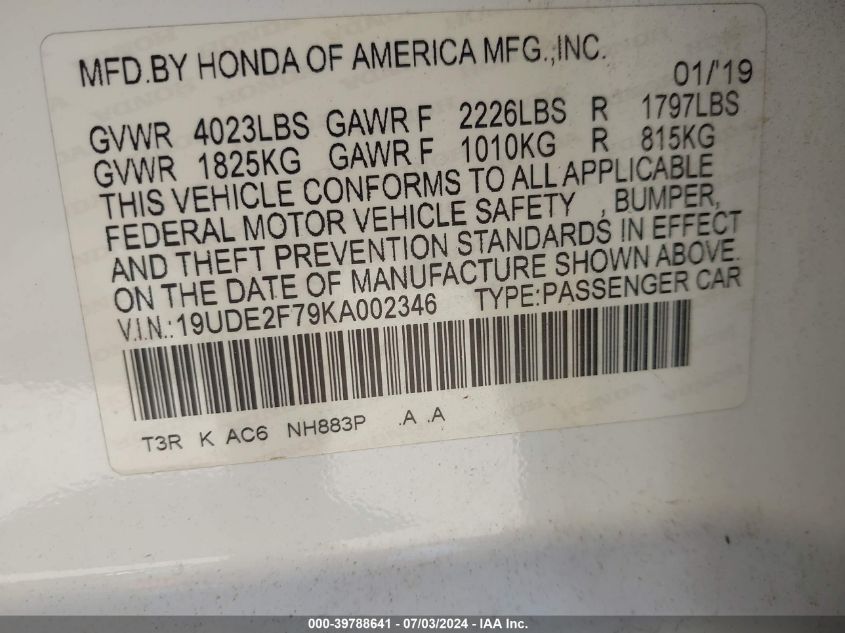 MFD.BY HONDA OF AMERICA MFG.,INC. 01/'19
GVWR 4023LBS GAWR F 2226LBS R 1797LBS
GVWR 1825KG GAWR F 1010KG R 815KG
THIS VEHICLE CONFORMS TO ALL APPLICABLE
FEDERAL MOTOR VEHICLE SAFETY , BUMPER,
AND THEFT PREVENTION STANDARDS IN EFFECT
ON THE DATE OF MANUFACTURE SHOWN ABOVE.
V.I.N.:19UDE2F79KA002346 TYPE:PASSENGER CAR
T3R K AC6 NH883P .A .A
000-39788641 / 07/03/2024 - IAA Inc.